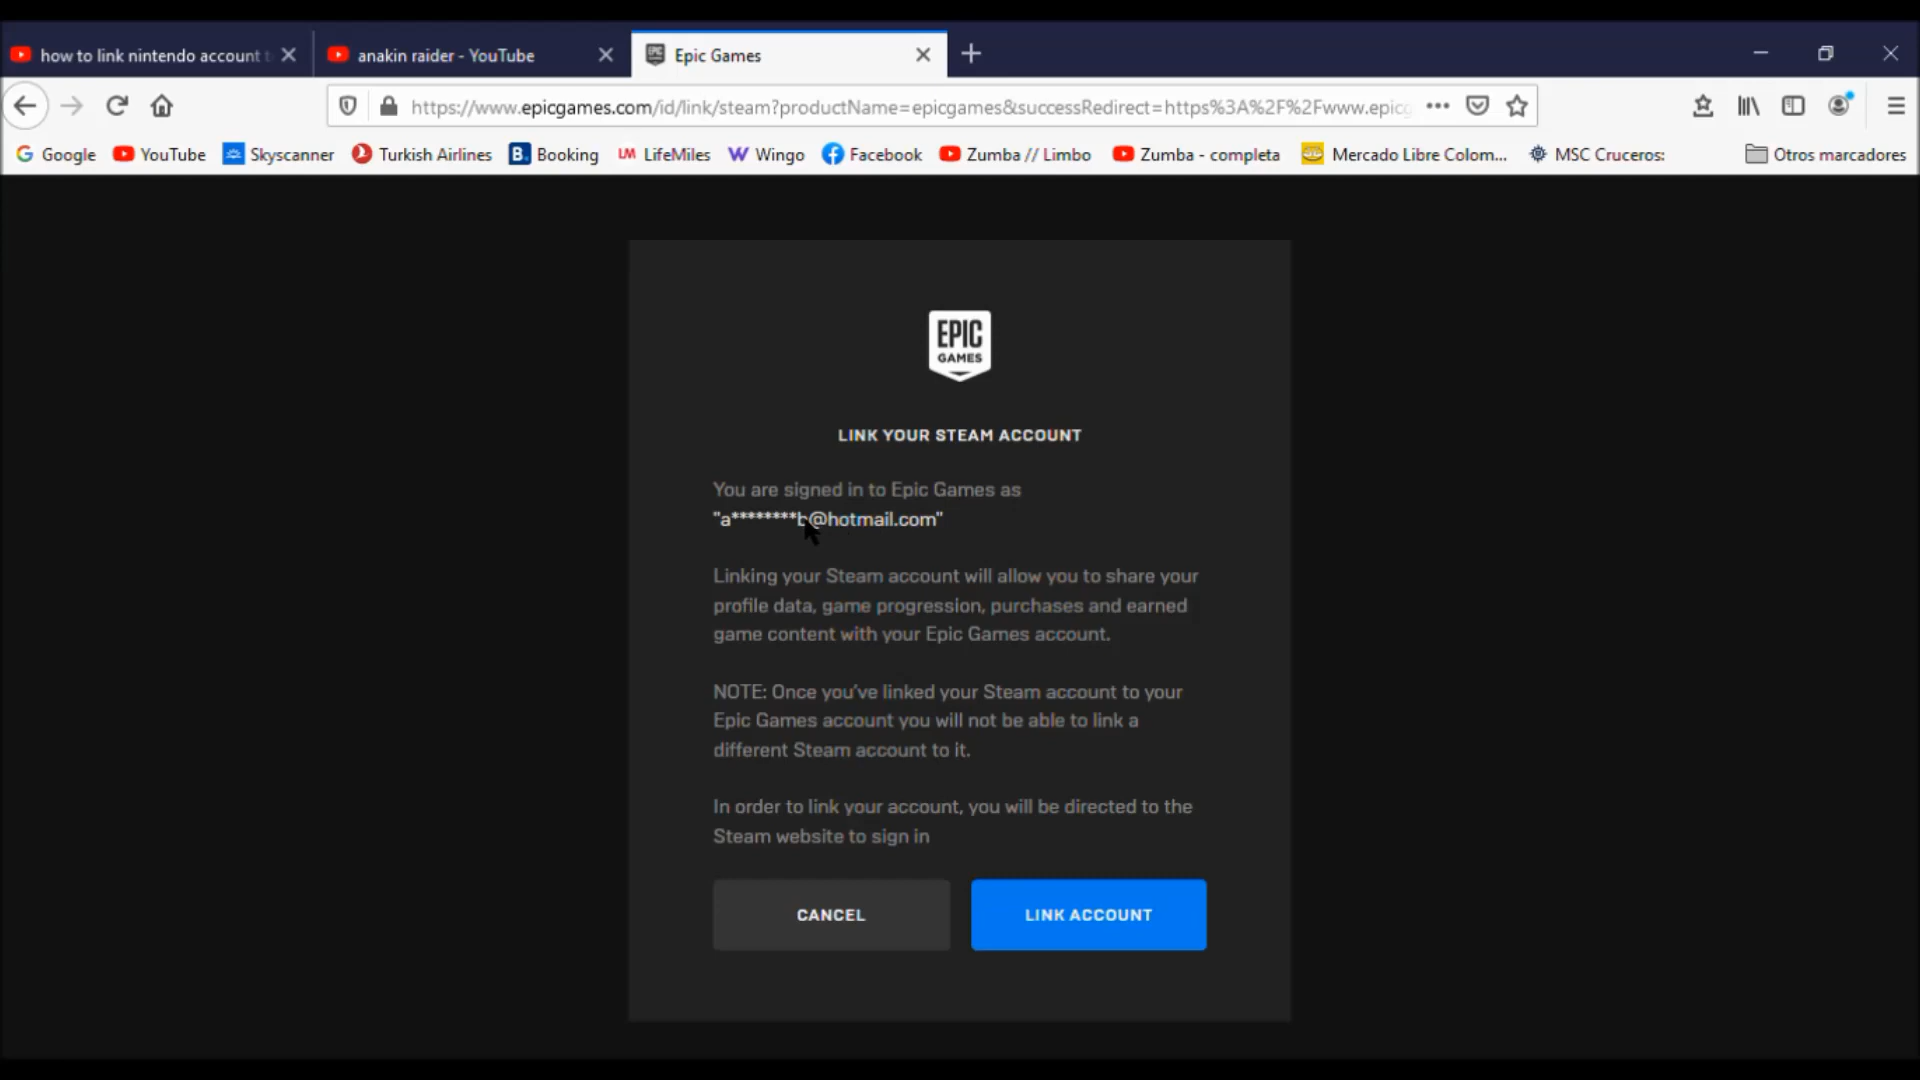 how to link nintendo account t
anakin raider - YouTube
Epic Games
https://www.epicgames.com/id/link/steam?productName=epicgames&successRedirect=https%3A%2F%2Fwww.epicg
Google
YouTube
Skyscanner
Turkish Airlines
B. Booking
LM LifeMiles
Wingo
Facebook
Zumba // Limbo
Zumba - completa
Mercado Libre Colom...
MSC Cruceros:
Otros marcadores
EPIC
GAMES
LINK YOUR STEAM ACCOUNT
You are signed in to Epic Games as
"a********b@hotmail.com"
Linking your Steam account will allow you to share your
profile data, game progression, purchases and earned
game content with your Epic Games account.
NOTE: Once you've linked your Steam account to your
Epic Games account you will not be able to link a
different Steam account to it.
In order to link your account, you will be directed to the
Steam website to sign in
CANCEL
LINK ACCOUNT